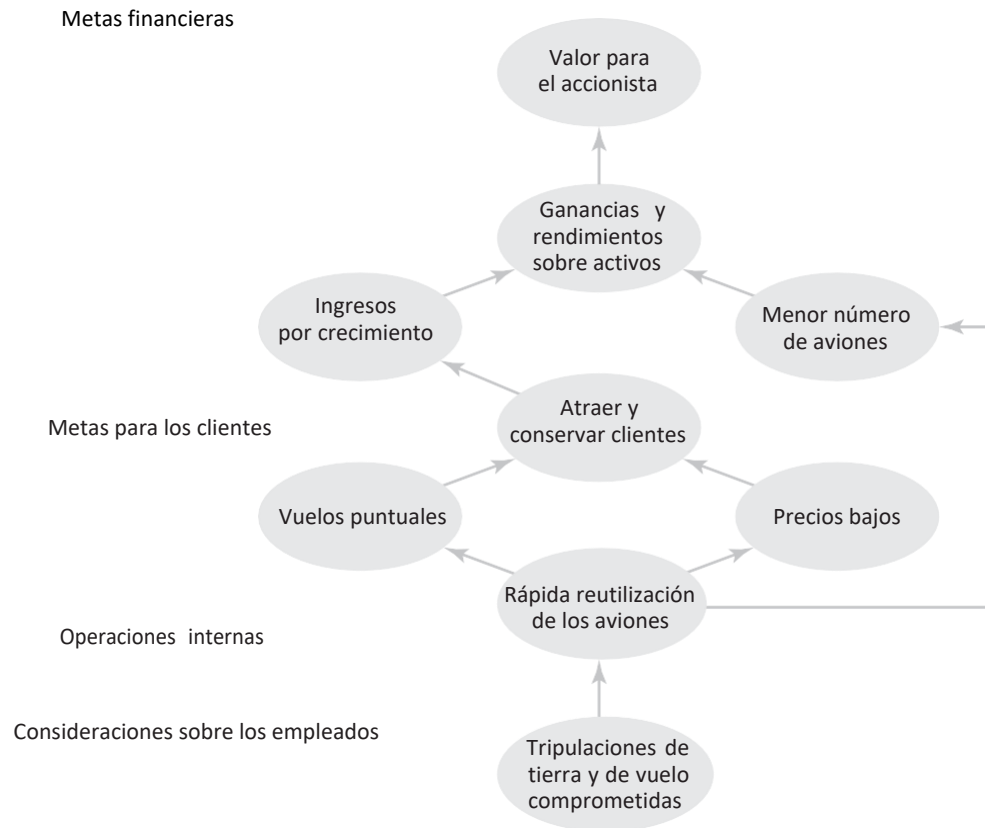 Metas financieras
Valor para
el accionista
Ganancias y
rendimientos
sobre activos
Ingresos
por crecimiento
Menor número
de aviones
Atraer y
conservar clientes
Metas para los clientes
Vuelos puntuales
Precios bajos
Rápida reutilización
de los aviones
Operaciones internas
Consideraciones sobre los empleados
Tripulaciones de
tierra y de vuelo
comprometidas